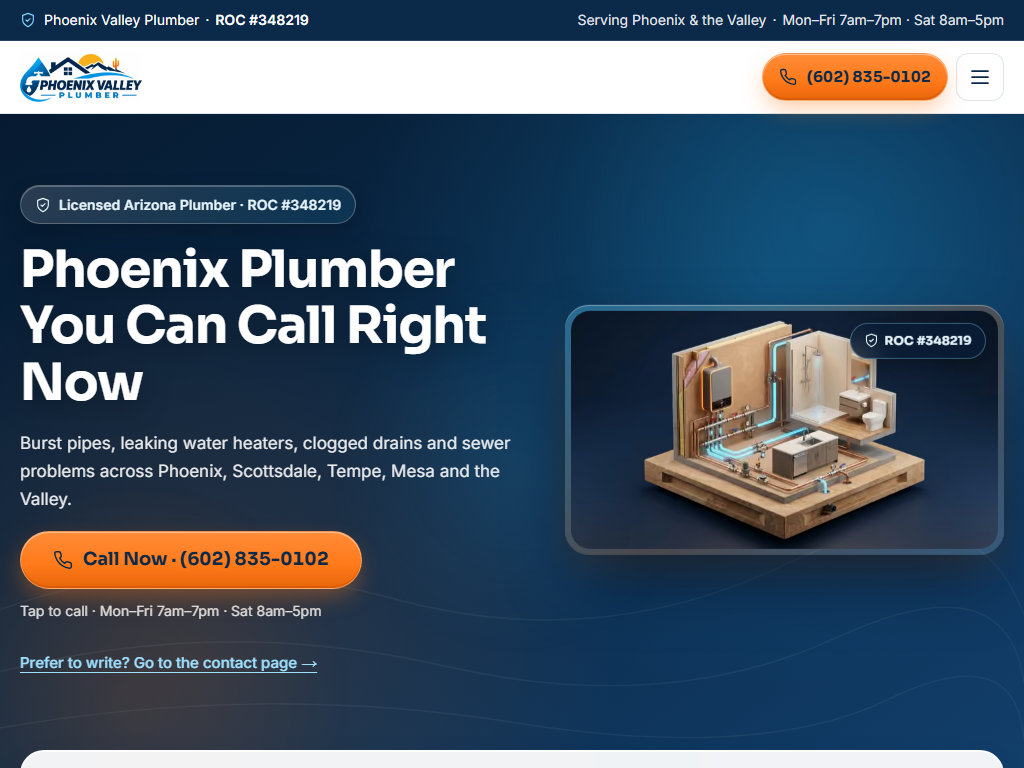 Phoenix Valley Plumber · ROC #348219
Serving Phoenix & the Valley · Mon–Fri 7am–7pm · Sat 8am–5pm
PHOENIX VALLEY
PLUMBER
(602) 835-0102
Licensed Arizona Plumber · ROC #348219
Phoenix Plumber
You Can Call Right
Now
ROC #348219
Burst pipes, leaking water heaters, clogged drains and sewer
problems across Phoenix, Scottsdale, Tempe, Mesa and the
Valley.
Call Now · (602) 835-0102
Tap to call · Mon–Fri 7am–7pm · Sat 8am–5pm
Prefer to write? Go to the contact page →